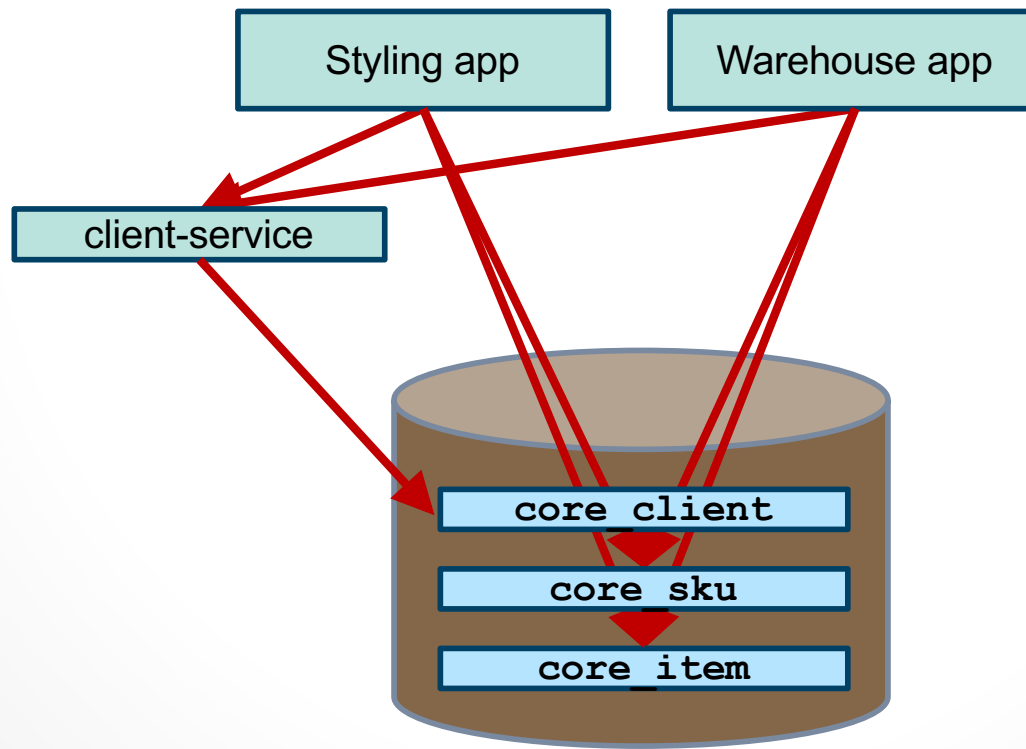 Styling app
Warehouse app
client-service
core_client
core_sku
core_item